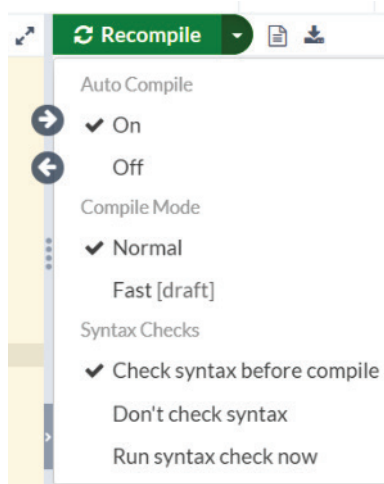 Recompile
Auto Compile
On
Off
Compile Mode
Normal
Fast [draft]
Syntax Checks
Check syntax before compile
Don't check syntax
Run syntax check now